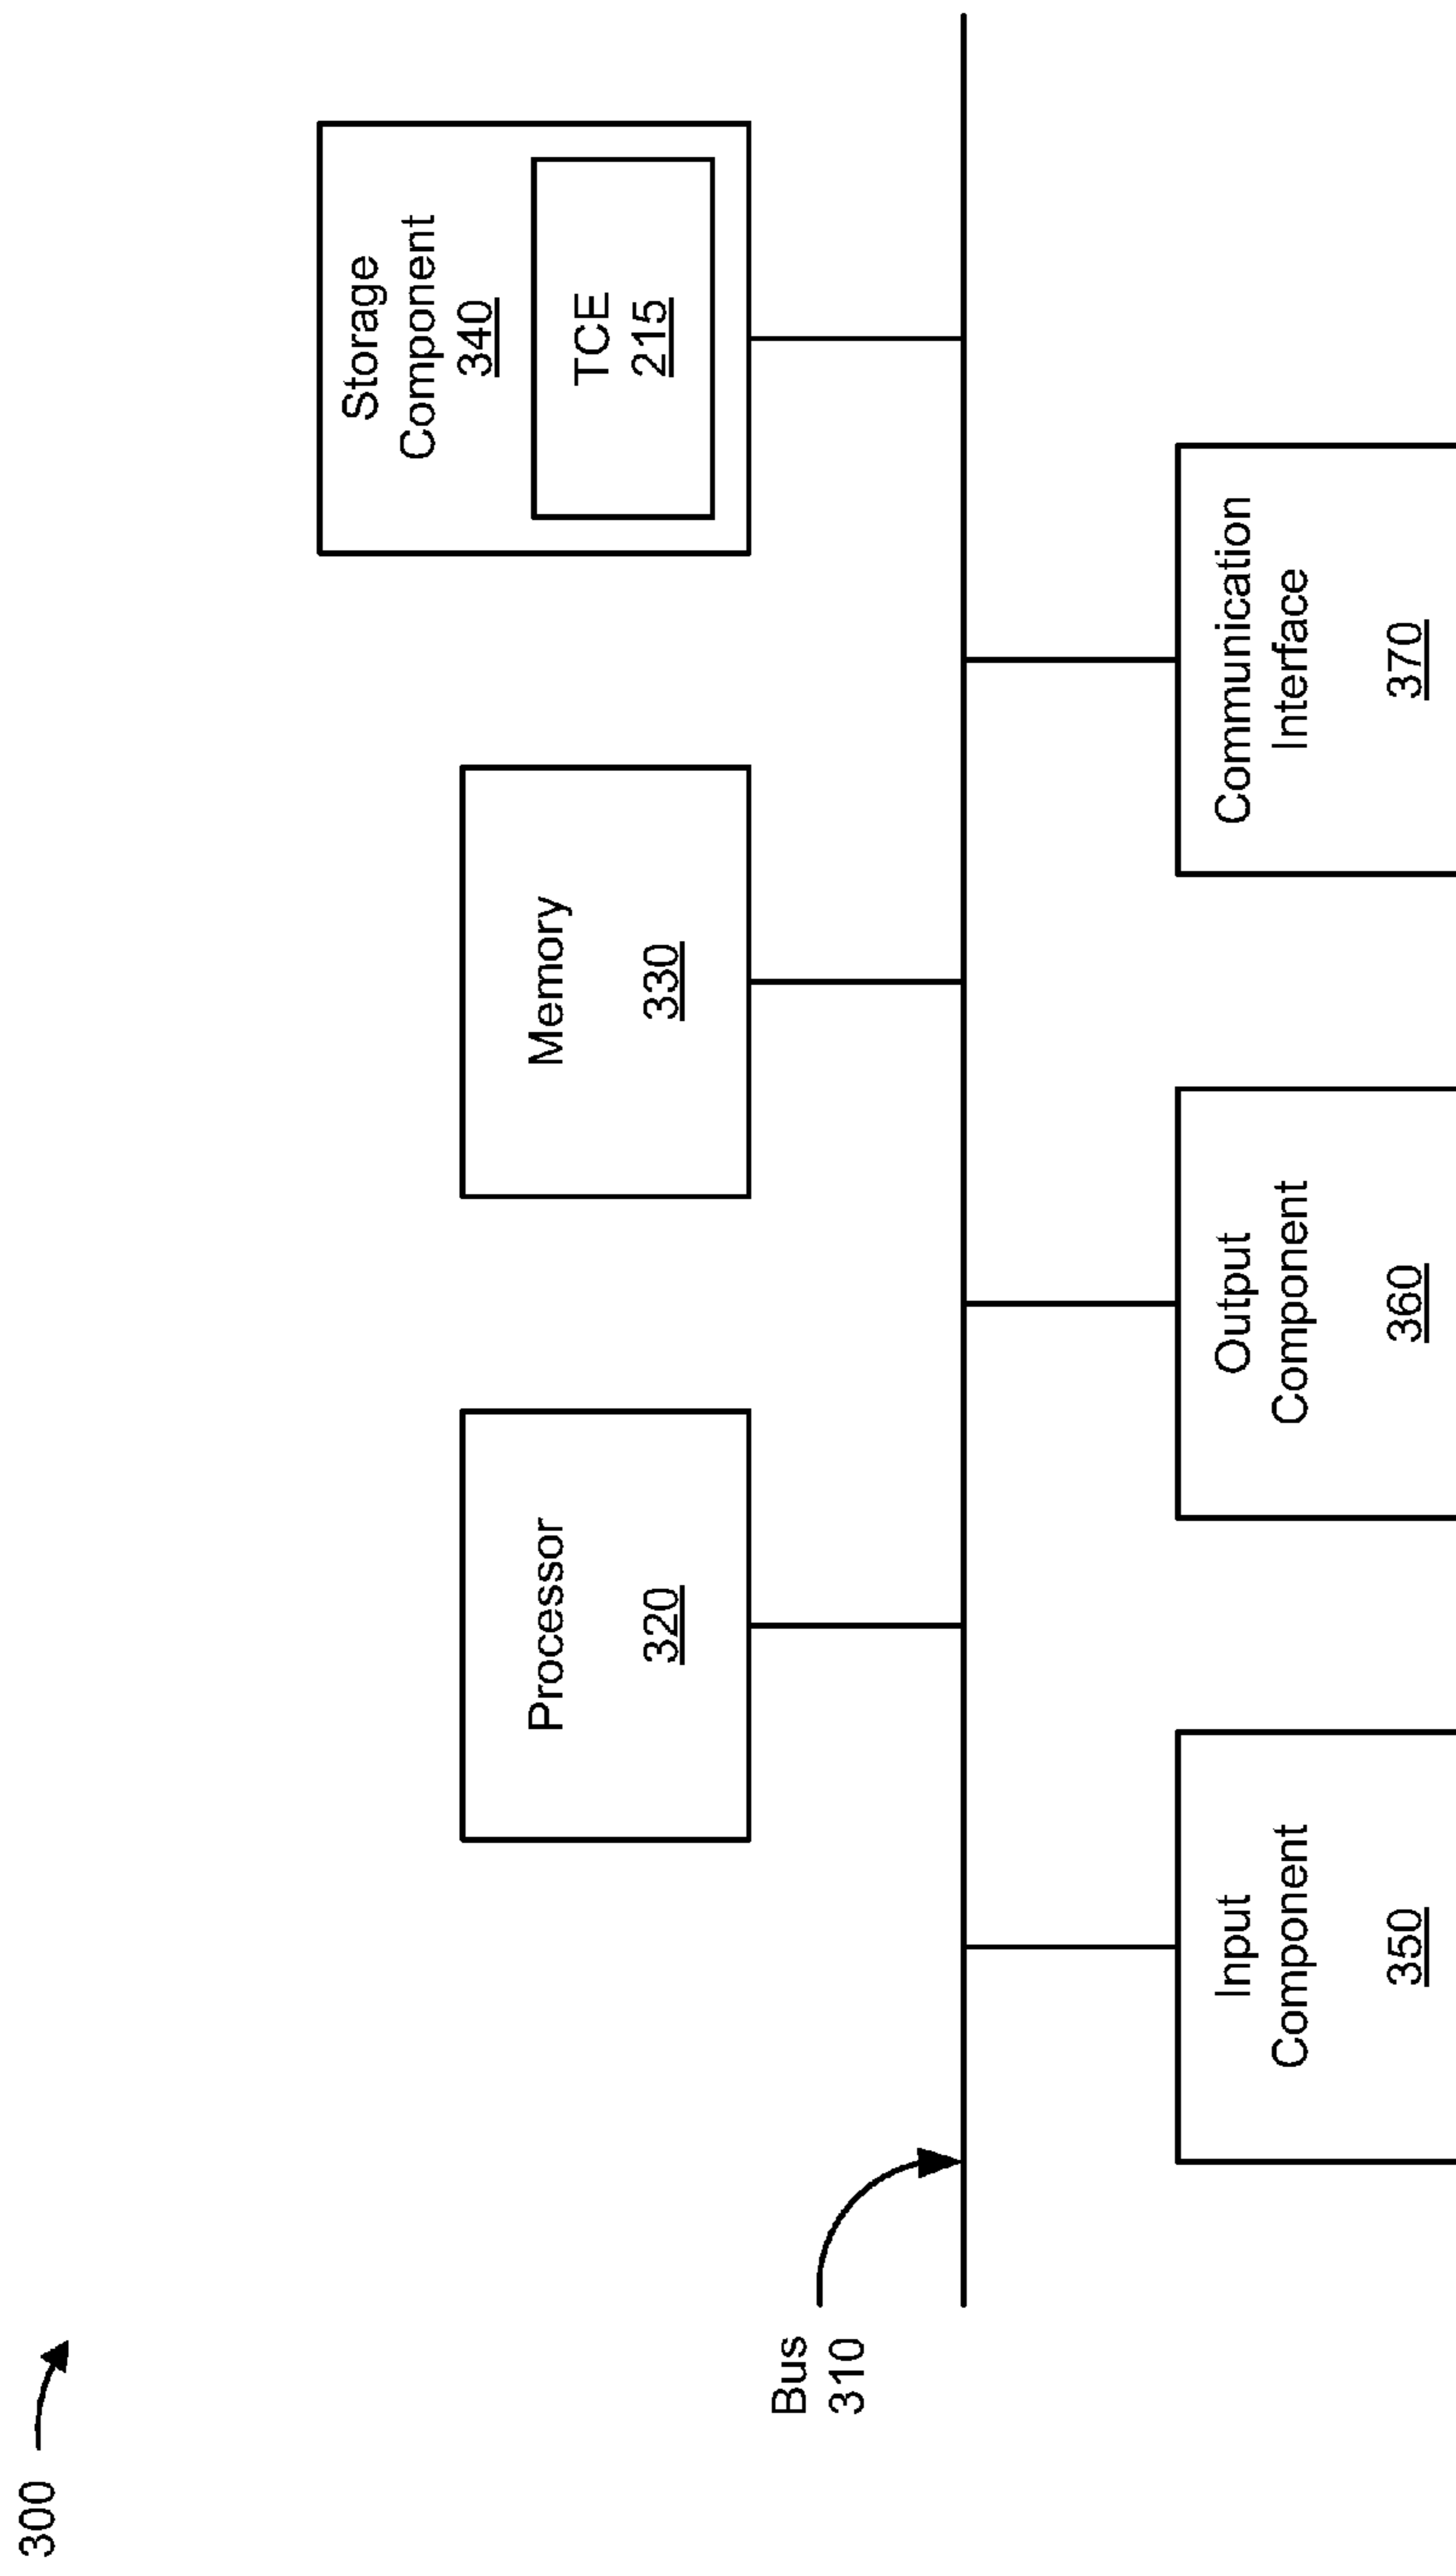 300
Processor
320
Memory
330
Storage
Component
340
TCE
215
Bus
310
Input
Component
350
Output
Component
360
Communication
Interface
370